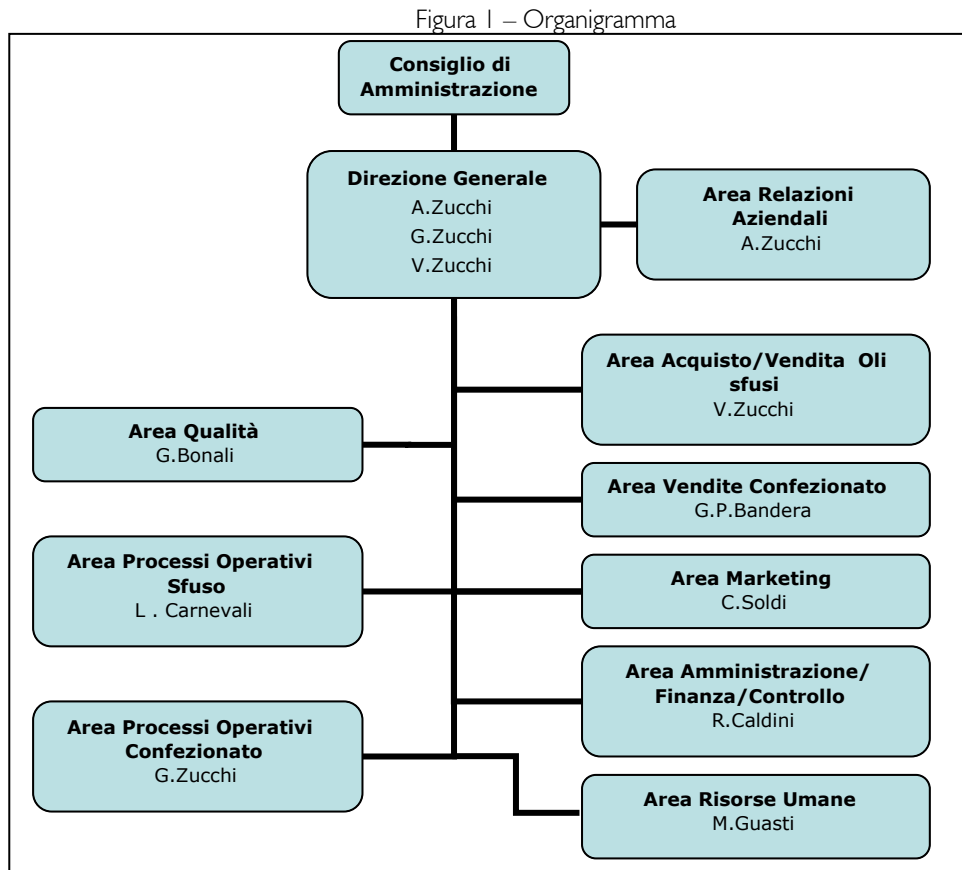 Figura 1 – Organigramma
Consiglio di
Amministrazione
Direzione Generale
A.Zucchi
G.Zucchi
V.Zucchi
Area Relazioni
Aziendali
A.Zucchi
Area Acquisto/Vendita Oli
sfusi
V.Zucchi
Area Qualità
G.Bonali
Area Vendite Confezionato
G.P.Bandera
Area Processi Operativi
Sfuso
L . Carnevali
Area Marketing
C.Soldi
Area Amministrazione/
Finanza/Controllo
R.Caldini
Area Processi Operativi
Confezionato
G.Zucchi
Area Risorse Umane
M.Guasti